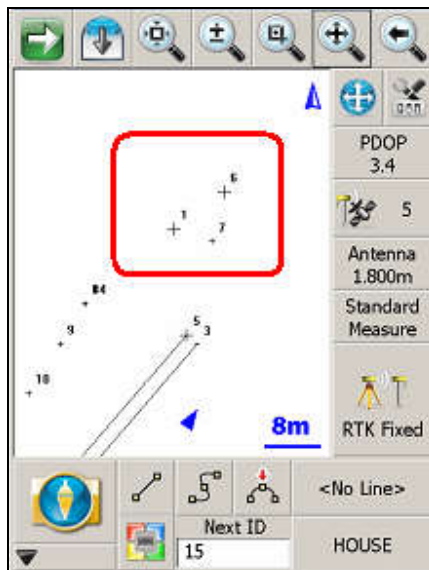 PDOP
3.4
6
1
7
5
Antenna
1.800m
84
Standard
Measure
9
5
3
10
8m
RTK Fixed
<No Line>
Next ID
15
HOUSE